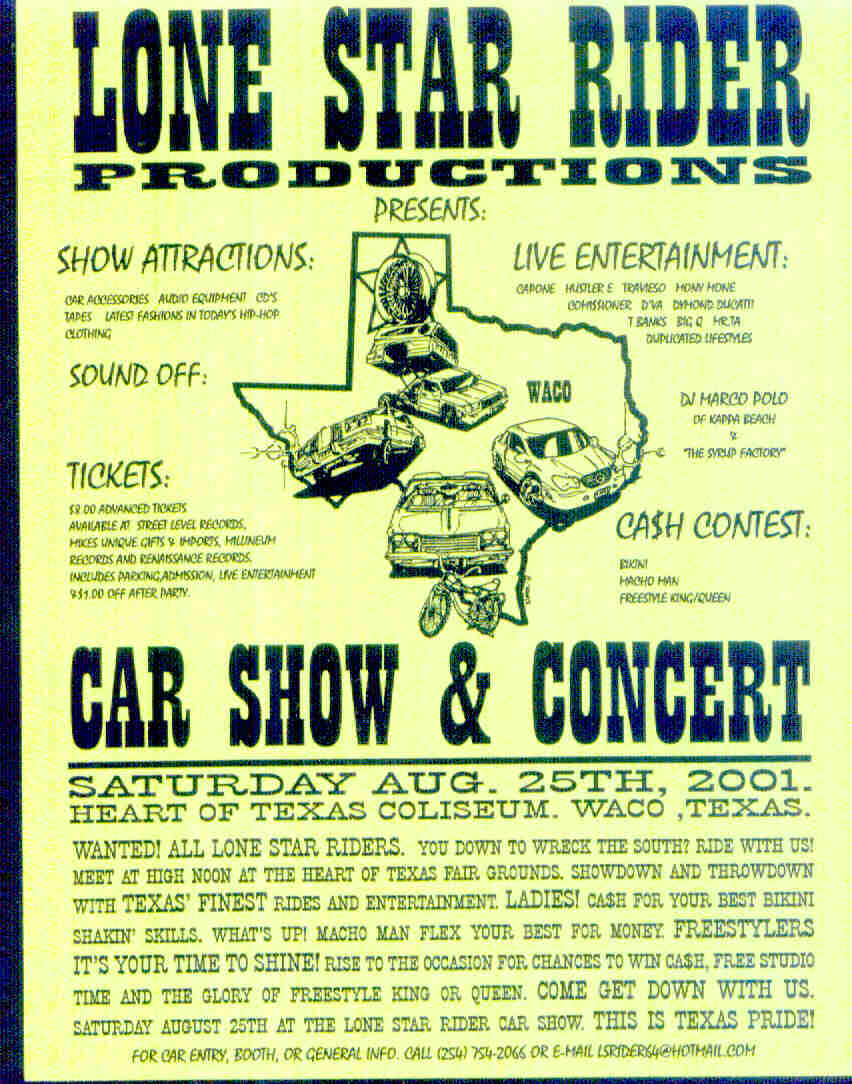 LONE STAR RIDER
PRODUCTIONS
PRESENTS:
SHOW ATTRACTIONS:
CAR ACCESSORIES AUDIO EQUIPMENT CD'S
TAPES LATEST FASHIONS IN TODAY'S HIP-HOP
CLOTHING
SOUND OFF:
TICKETS:
$8.00 ADVANCED TICKETS
AVAILABLE AT STREET LEVEL RECORDS,
MIKES UNIQUE GIFTS & IMPORTS, MILLINEUM
RECORDS AND RENAISSANCE RECORDS.
INCLUDES PARKING,ADMISSION, LIVE ENTERTAINMENT
&$1.00 OFF AFTER PARTY.
WACO
LIVE ENTERTAINMENT:
CAPONE HUSTLER E TRAVIESO MONY MONE
COMISSIONER D'VA DYMOND DUCATTI
T BANKS BIG Q MR.TA
DUPLICATED LIFESTYLES
DJ MARCO POLO
OF KAPPA BEACH
&
"THE SYRUP FACTORY"
CA$H CONTEST:
BIKINI
MACHO MAN
FREESTYLE KING/QUEEN
CAR SHOW & CONCERT
SATURDAY AUG. 25TH, 2001.
HEART OF TEXAS COLISEUM. WACO ,TEXAS.
WANTED! ALL LONE STAR RIDERS. YOU DOWN TO WRECK THE SOUTH? RIDE WITH US!
MEET AT HIGH NOON AT THE HEART OF TEXAS FAIR GROUNDS. SHOWDOWN AND THROWDOWN
WITH TEXAS' FINEST RIDES AND ENTERTAINMENT. LADIES! CA$H FOR YOUR BEST BIKINI
SHAKIN' SKILLS. WHAT'S UP! MACHO MAN FLEX YOUR BEST FOR MONEY. FREESTYLERS
IT'S YOUR TIME TO SHINE! RISE TO THE OCCASION FOR CHANCES TO WIN CA$H, FREE STUDIO
TIME AND THE GLORY OF FREESTYLE KING OR QUEEN. COME GET DOWN WITH US.
SATURDAY AUGUST 25TH AT THE LONE STAR RIDER CAR SHOW. THIS IS TEXAS PRIDE!
FOR CAR ENTRY, BOOTH, OR GENERAL INFO. CALL (254) 754-2066 OR E-MAIL LSRIDER64@HOTMAIL.COM